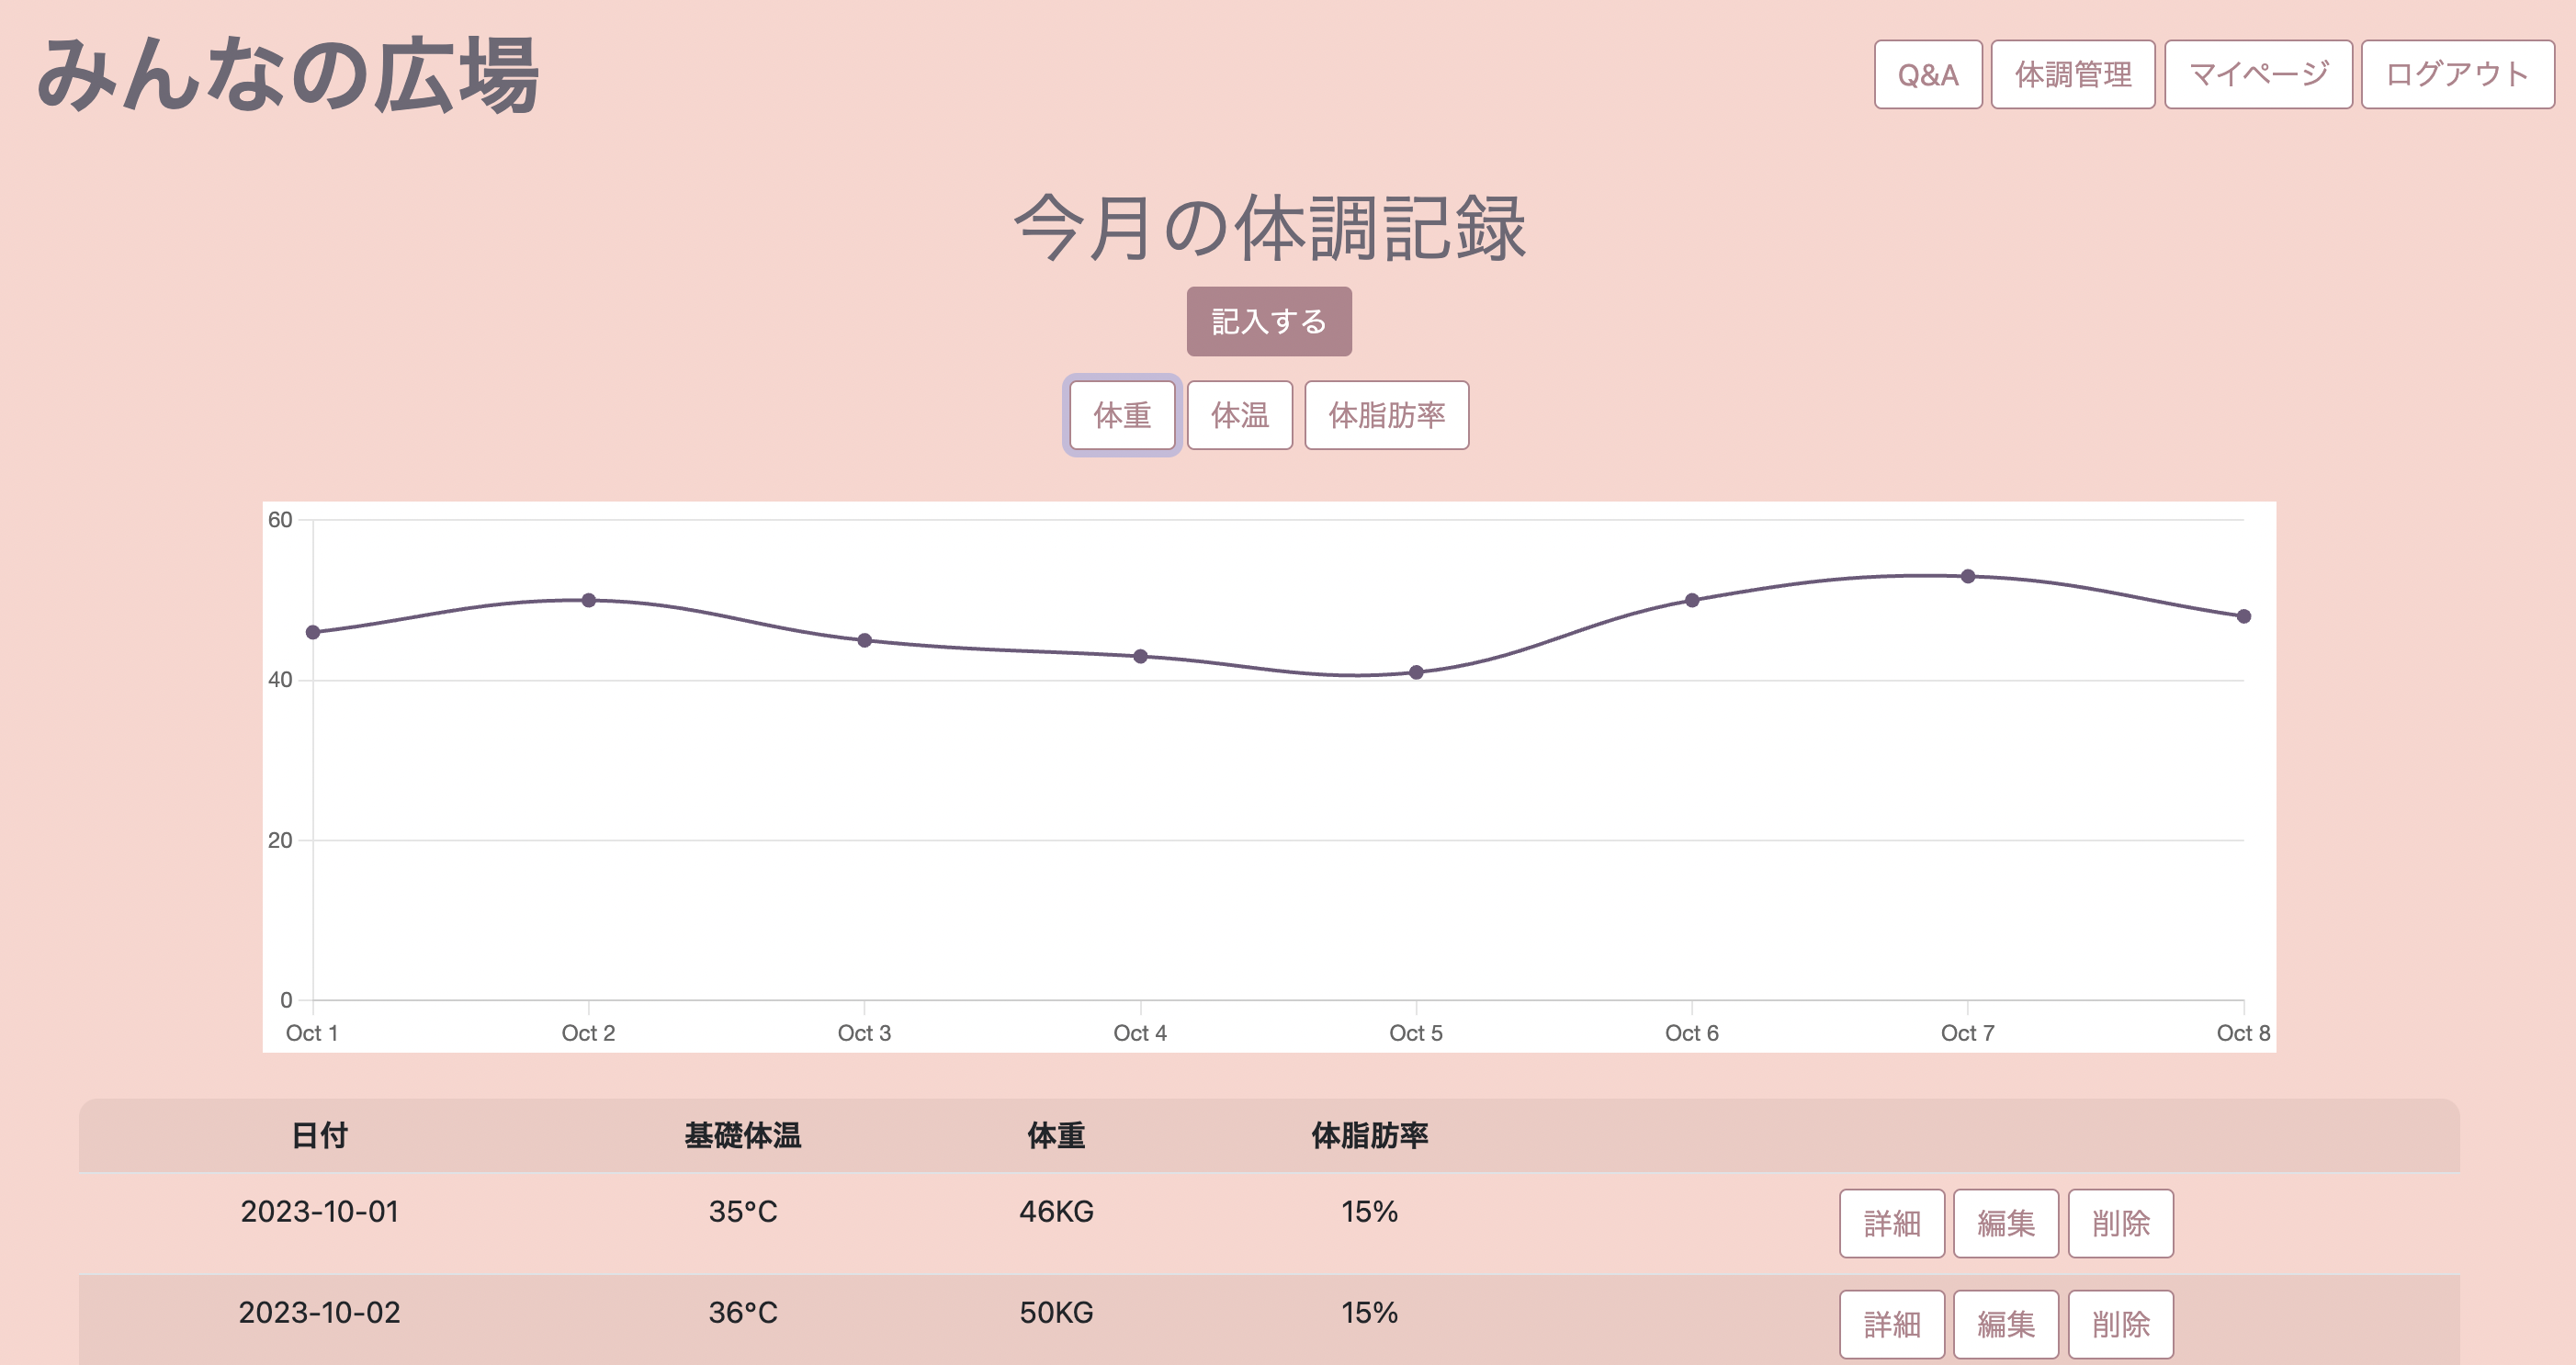 みんなの広場
Q&A 体調管理 マイページ ログアウト
今月の体調記録
記入する
体重 体温 体脂肪率
60
40
20
0
Oct 1 Oct 2 Oct 3 Oct 4 Oct 5 Oct 6 Oct 7 Oct 8
日付 基礎体温 体重 体脂肪率
2023-10-01 35°C 46KG 15% 詳細 編集 削除
2023-10-02 36°C 50KG 15% 詳細 編集 削除